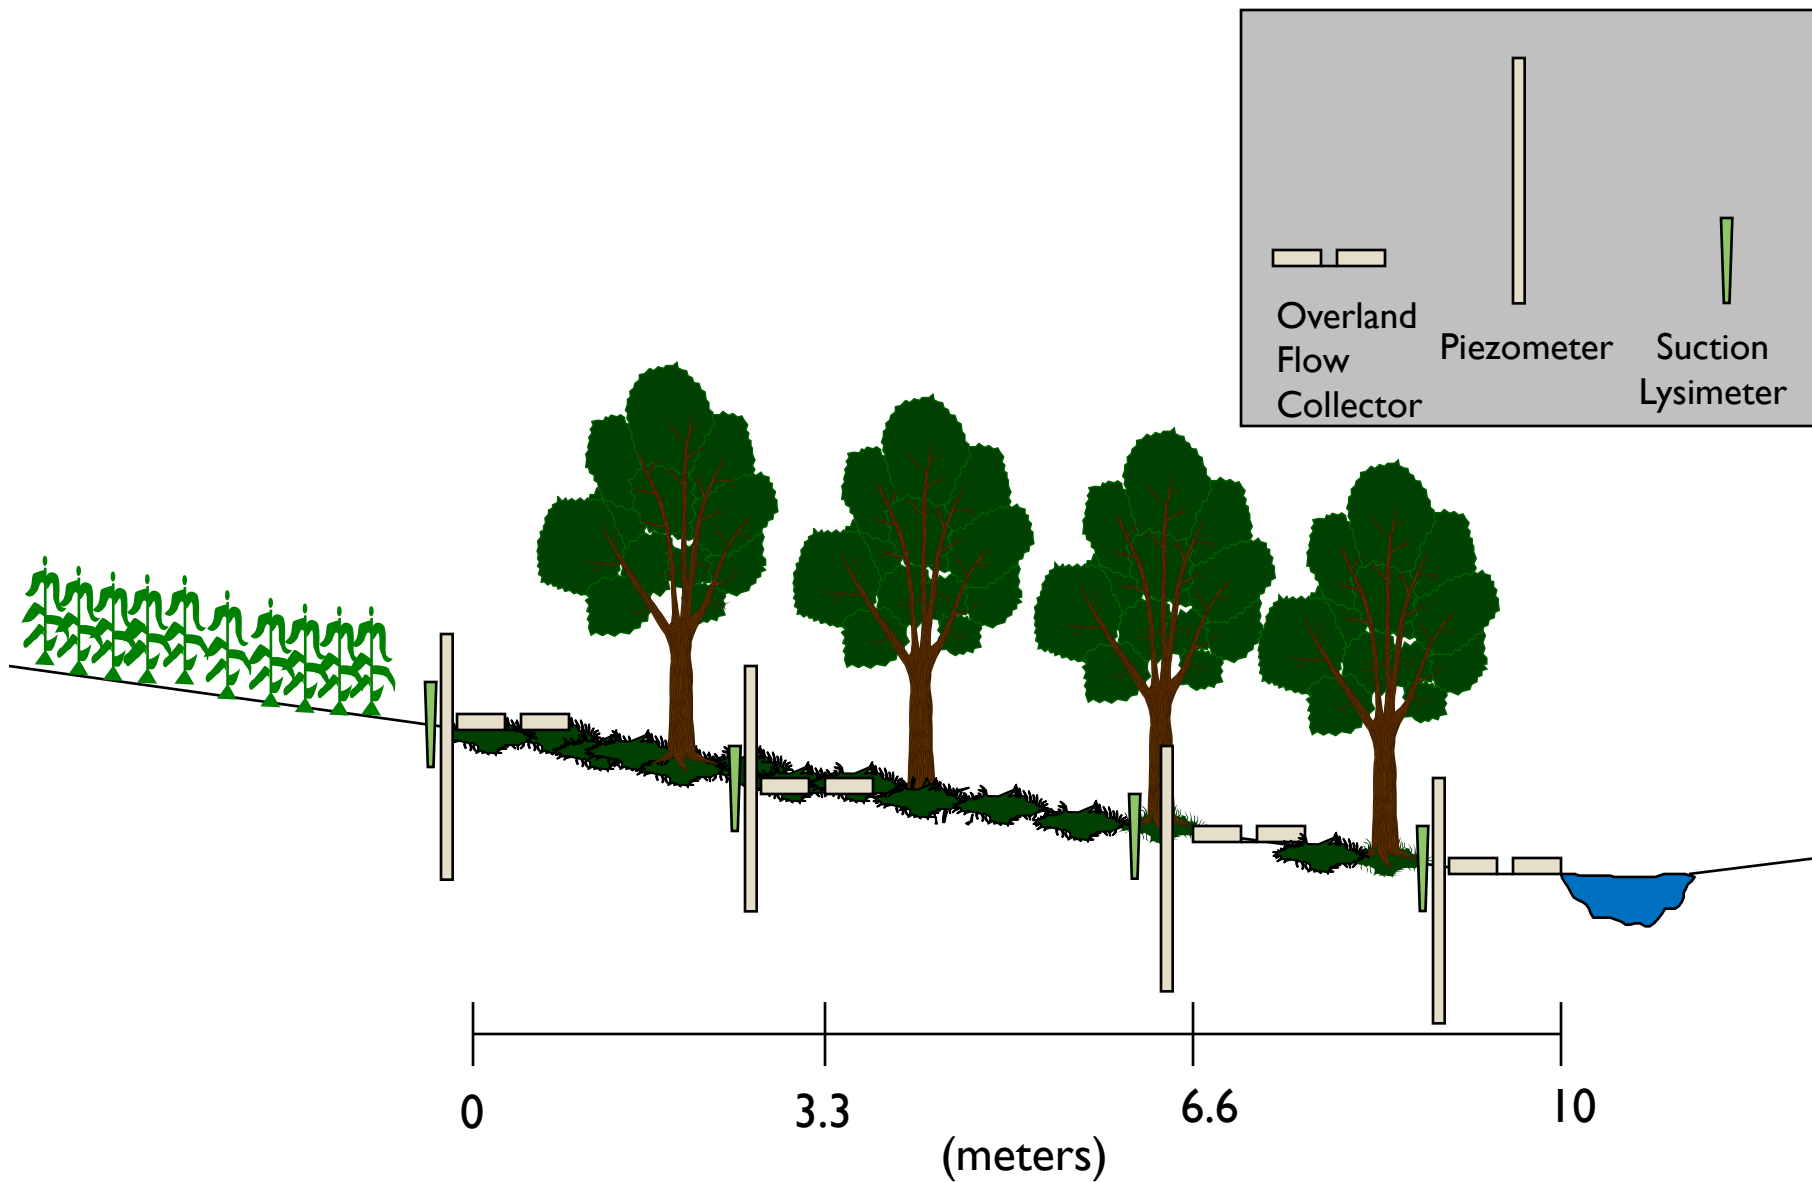 Overland
Flow
Collector
Piezometer
Suction
Lysimeter
0
3.3
6.6
10
(meters)